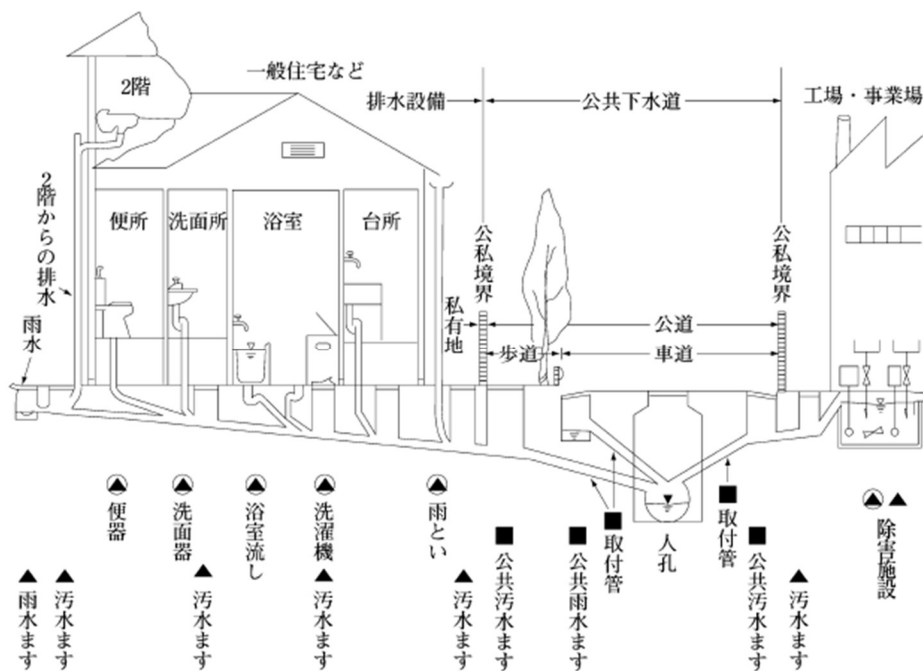 一般住宅など
2階
排水設備
公共下水道
工場・事業場
2階からの排水
雨水
便所
洗面所
浴室
台所
公私境界
公私境界
私有地
公道
歩道
車道
便器
洗面器
浴室流し
洗濯機
雨とい
取付管
人孔
取付管
除害施設
雨水ます
汚水ます
汚水ます
汚水ます
汚水ます
公共汚水ます
公共雨水ます
公共汚水ます
汚水ます